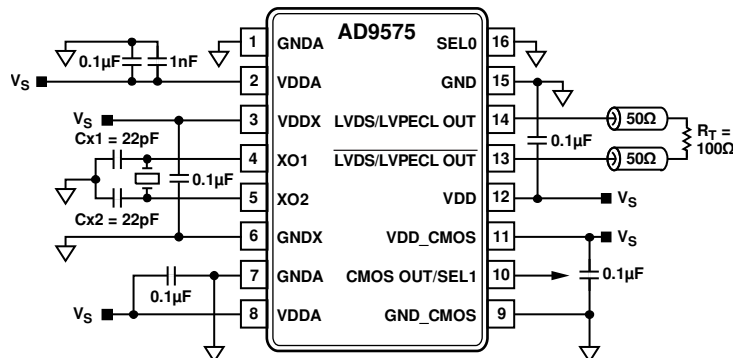 AD9575
1 GNDA
SEL0 16
0.1µF
1nF
VS
2 VDDA
GND 15
VS
3 VDDX
LVDS/LVPECL OUT 14
50Ω
RT =
100Ω
0.1µF
Cx1 = 22pF
4 XO1
LVDS/LVPECL OUT 13
50Ω
0.1µF
5 XO2
VDD 12
VS
Cx2 = 22pF
6 GNDX
VDD_CMOS 11
VS
7 GNDA
CMOS OUT/SEL1 10
0.1µF
0.1µF
VS
8 VDDA
GND_CMOS 9